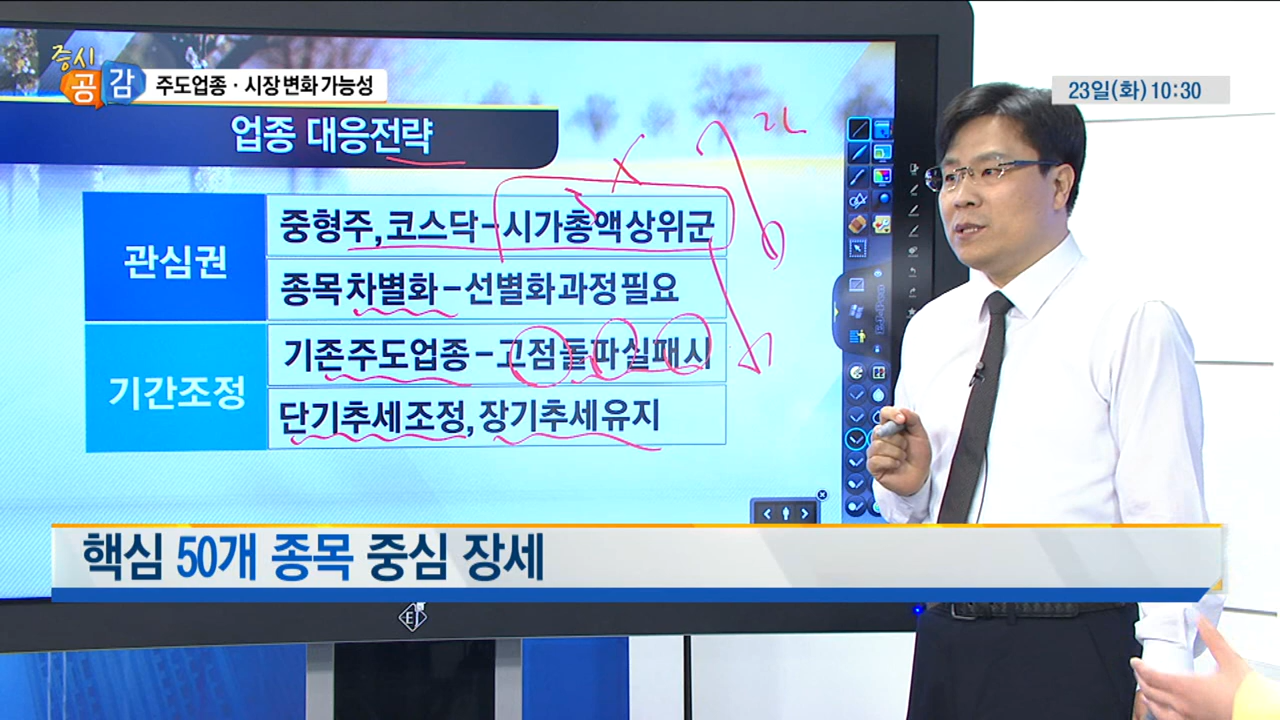 증시
공감
주도업종·시장 변화 가능성
23일(화) 10:30
업종 대응전략
관심권
중형주, 코스닥-시가총액상위군
종목차별화-선별화과정필요
기간조정
기존주도업종-고점돌파실패시
단기추세조정, 장기추세유지
핵심 50개 종목 중심 장세